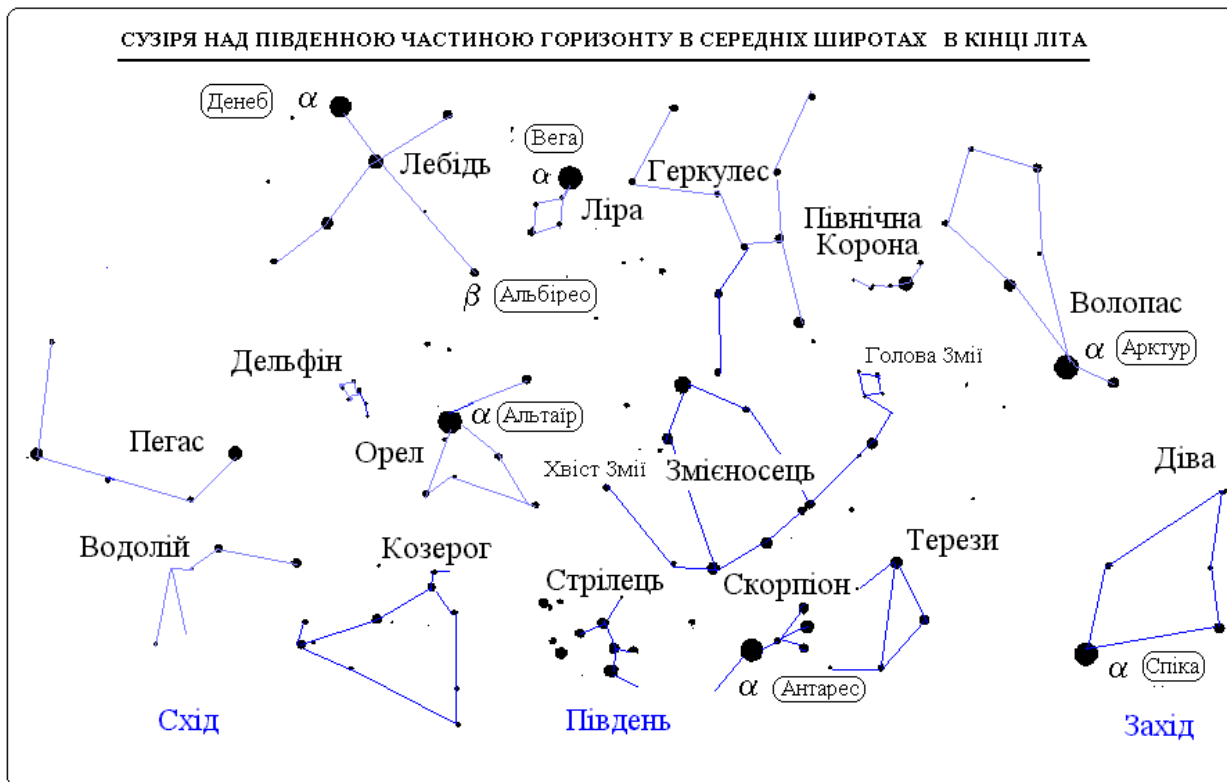 СУЗІРЯ НАД ПІВДЕННОЮ ЧАСТИНОЮ ГОРИЗОНТУ В СЕРЕДНІХ ШИРОТАХ В КІНЦІ ЛІТА
Денеб α
Вега
Лебідь
α
Геркулес
Ліра
Північна
Корона
β Альбірео
Волопас
Дельфін
Голова Змії
α Арктур
α Альтаїр
Пегас
Орел
Хвіст Змії
Змієносець
Діва
Водолій
Козерог
Терези
Стрілець
Скорпіон
α Антарес
α Спіка
Схід
Південь
Захід